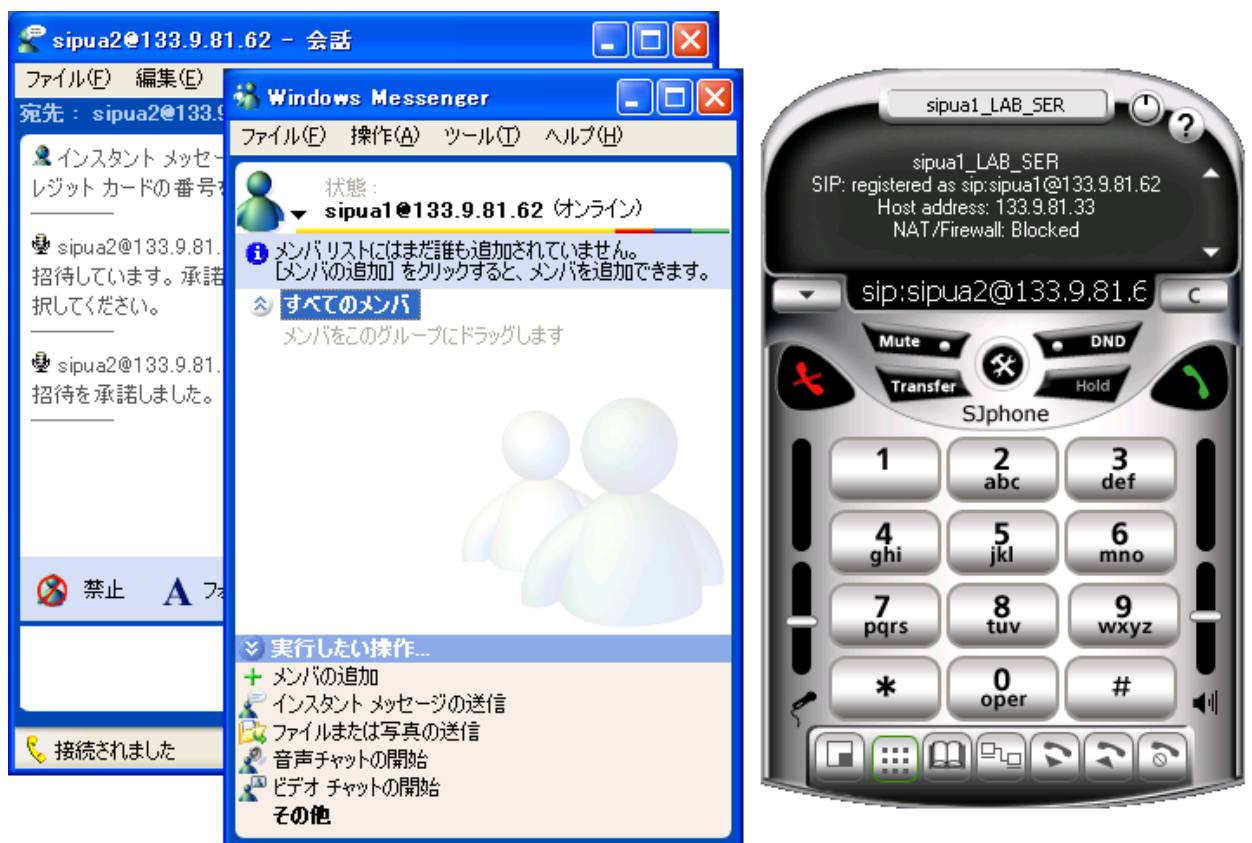 sipua2@133.9.81.62 - 会話
ファイル(F) 編集(E)
宛先 : sipua2@133.9
インスタント メッセー
レジット カードの番号
sipua2@133.9.81.
招待しています。承諾
択してください。
sipua2@133.9.81.
招待を承諾しました。
禁止
A フォ
接続されました
Windows Messenger
ファイル(F) 操作(A) ツール(T) ヘルプ(H)
状態 :
sipua1@133.9.81.62 (オンライン)
メンバ リストにはまだ誰も追加されていません。
[メンバの追加] をクリックすると、メンバを追加できます。
すべてのメンバ
メンバをこのグループにドラッグします
実行したい操作...
メンバの追加
インスタント メッセージの送信
ファイルまたは写真の送信
音声チャットの開始
ビデオ チャットの開始
その他
sipua1_LAB_SER
?
sipua1_LAB_SER
SIP: registered as sip:sipua1@133.9.81.62
Host address: 133.9.81.33
NAT/Firewall: Blocked
sip:sipua2@133.9.81.6 C
Mute DND
Transfer Hold
SJphone
1 2 3
abc def
4 5 6
ghi jkl mno
7 8 9
pqrs tuv wxyz
* 0 #
oper